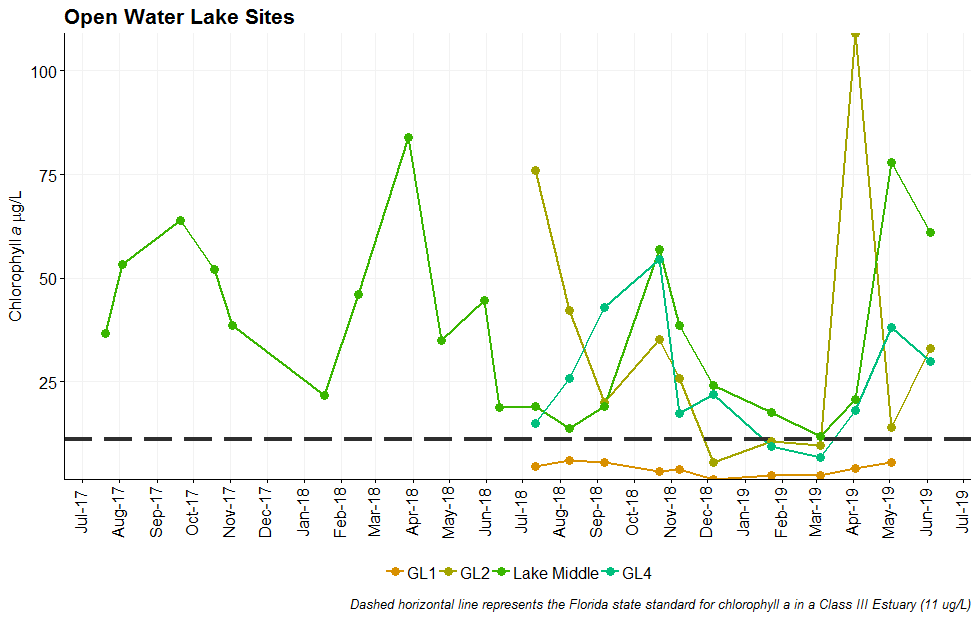 Open Water Lake Sites
Chlorophyll a µg/L
100
75
50
25
Jul-17 Aug-17 Sep-17 Oct-17 Nov-17 Dec-17 Jan-18 Feb-18 Mar-18 Apr-18 May-18 Jun-18 Jul-18 Aug-18 Sep-18 Oct-18 Nov-18 Dec-18 Jan-19 Feb-19 Mar-19 Apr-19 May-19 Jun-19 Jul-19
GL1 GL2 Lake Middle GL4
Dashed horizontal line represents the Florida state standard for chlorophyll a in a Class III Estuary (11 ug/L)